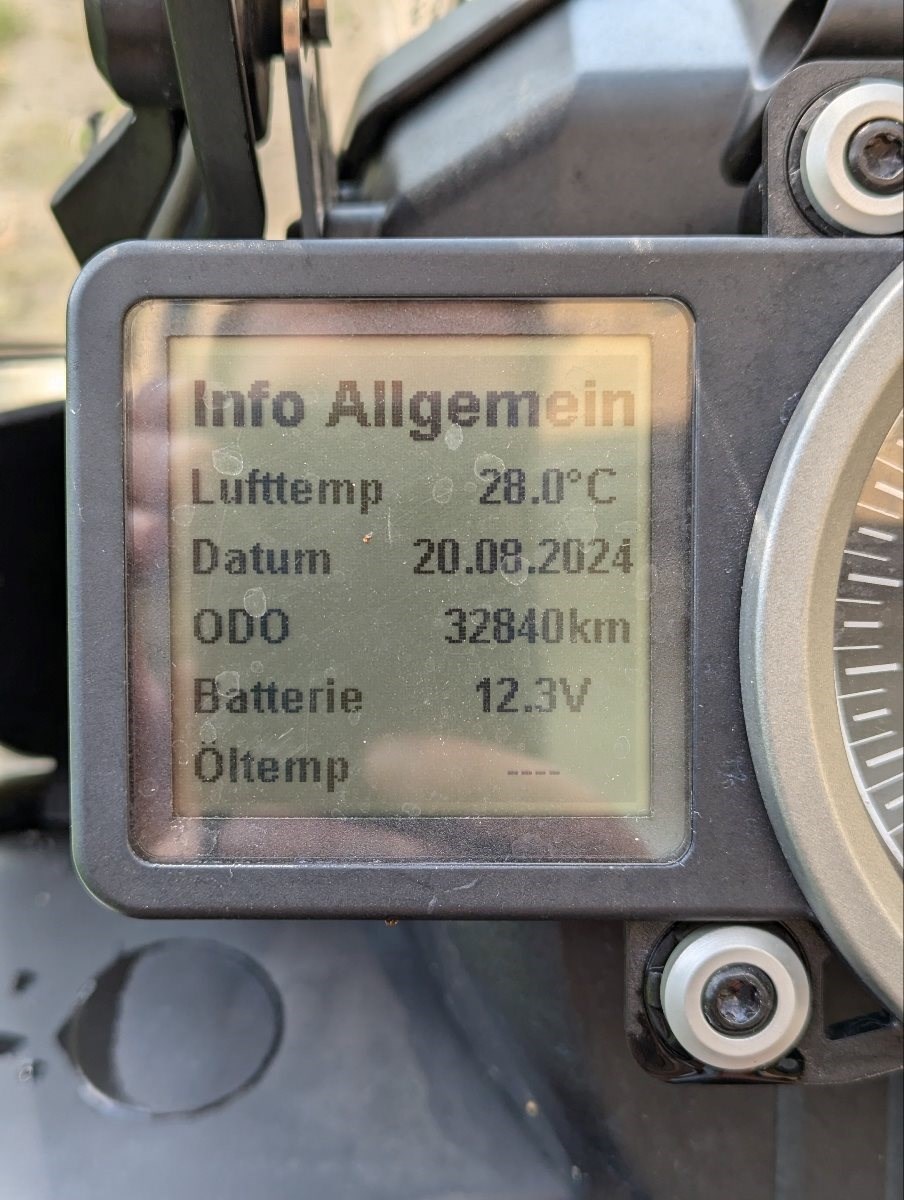 Info Allgemein
Lufttemp 28.0°C
Datum 20.08.2024
ODO 32840km
Batterie 12.3V
Öltemp ----